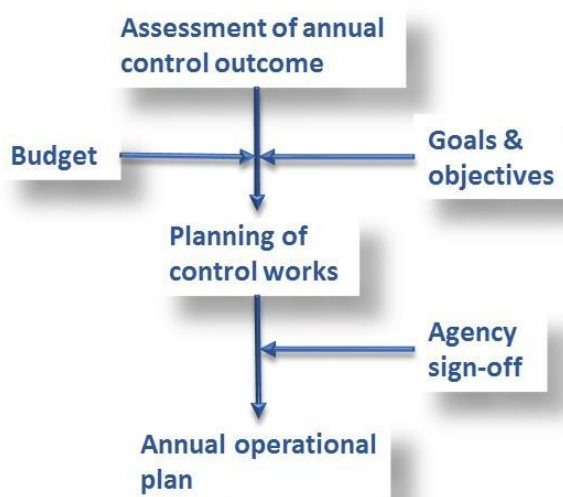 Assessment of annual
control outcome
Budget
Goals &
objectives
Planning of
control works
Agency
sign-off
Annual operational
plan